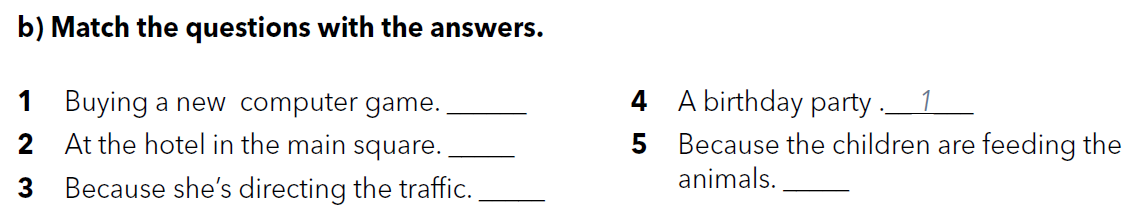 b) Match the questions with the answers.
1 Buying a new computer game. ______
2 At the hotel in the main square. _____
3 Because she's directing the traffic. _____
4 A birthday party .__1___
5 Because the children are feeding the
animals. _____